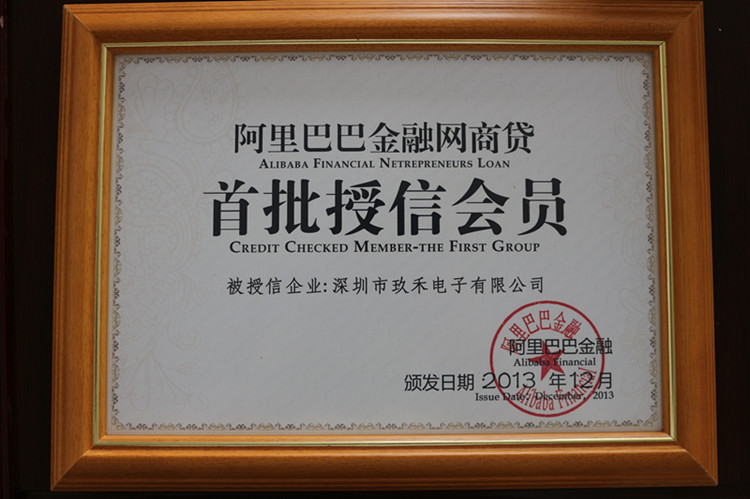 阿里巴巴金融网商贷
ALIBABA FINANCIAL NETREPRENEURS LOAN
首批授信会员
CREDIT CHECKED MEMBER-THE FIRST GROUP
被授信企业:深圳市玖禾电子有限公司
阿里巴巴金融
阿里巴巴金融
Alibaba Financial
Alibaba Financial
颁发日期 2013 年 12 月
Issue Date: December, 2013